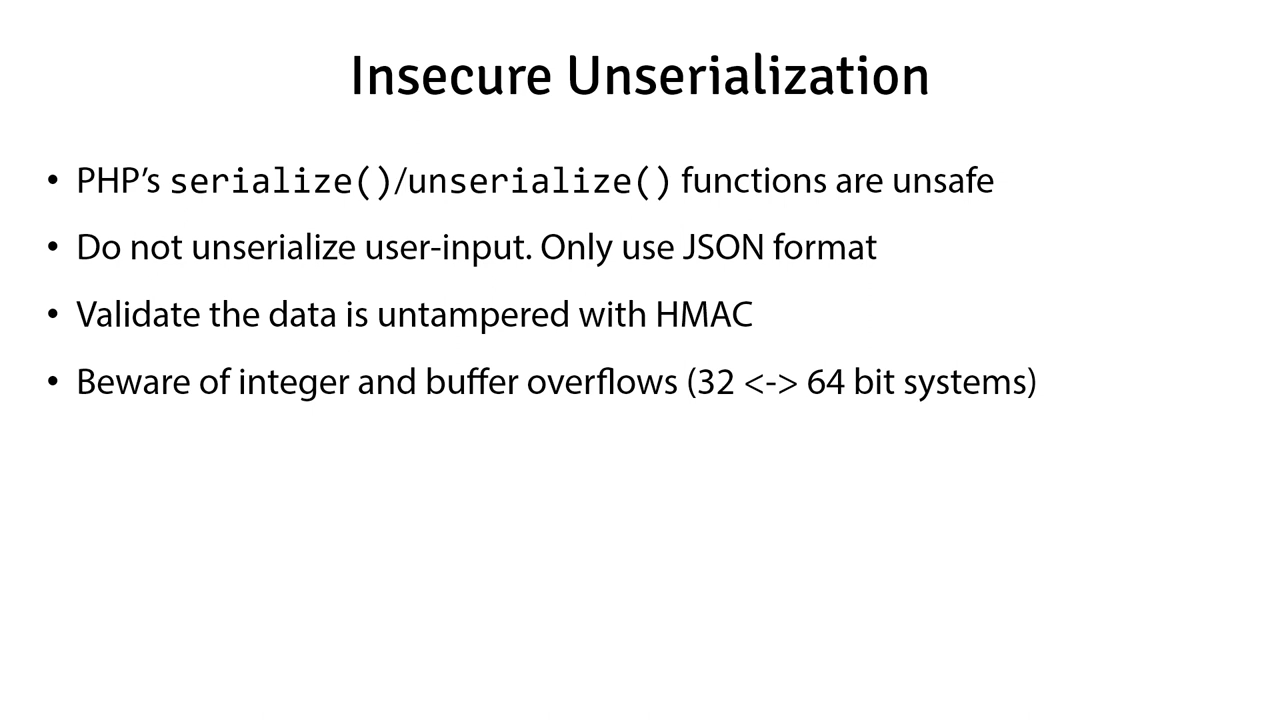 Insecure Unserialization
• PHP’s serialize()/unserialize() functions are unsafe
• Do not unserialize user-input. Only use JSON format
• Validate the data is untampered with HMAC
• Beware of integer and buffer overflows (32 <-> 64 bit systems)